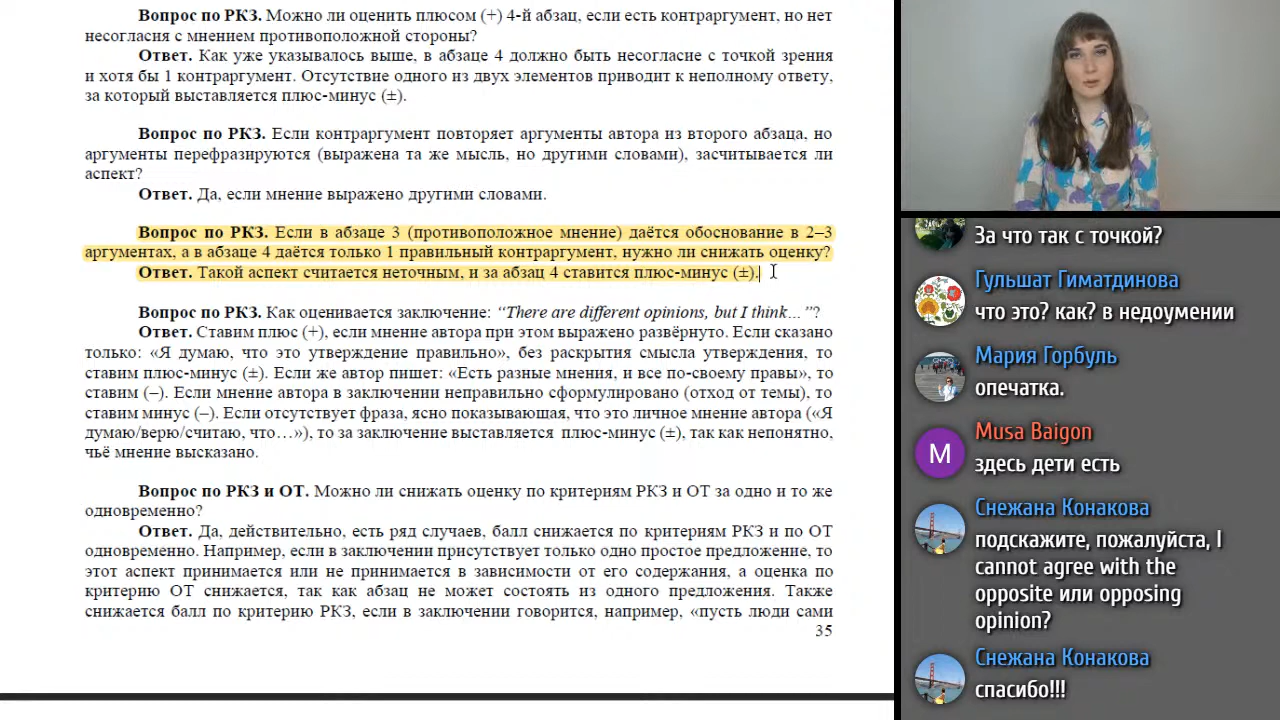 Вопрос по РКЗ. Можно ли оценить плюсом (+) 4-й абзац, если есть контраргумент, но нет
несогласия с мнением противоположной стороны?
Ответ. Как уже указывалось выше, в абзаце 4 должно быть несогласие с точкой зрения
и хотя бы 1 контраргумент. Отсутствие одного из двух элементов приводит к неполному ответу,
за который выставляется плюс-минус (±).
Вопрос по РКЗ. Если контраргумент повторяет аргументы автора из второго абзаца, но
аргументы перефразируются (выражена та же мысль, но другими словами), засчитывается ли
аспект?
Ответ. Да, если мнение выражено другими словами.
Вопрос по РКЗ. Если в абзаце 3 (противоположное мнение) даётся обоснование в 2–3
аргументах, а в абзаце 4 даётся только 1 правильный контраргумент, нужно ли снижать оценку?
Ответ. Такой аспект считается неточным, и за абзац 4 ставится плюс-минус (±).
Вопрос по РКЗ. Как оценивается заключение: “There are different opinions, but I think…”?
Ответ. Ставим плюс (+), если мнение автора при этом выражено развёрнуто. Если сказано
только: «Я думаю, что это утверждение правильно», без раскрытия смысла утверждения, то
ставим плюс-минус (±). Если же автор пишет: «Есть разные мнения, и все по-своему правы», то
ставим (–). Если мнение автора в заключении неправильно сформулировано (отход от темы), то
ставим минус (–). Если отсутствует фраза, ясно показывающая, что это личное мнение автора («Я
думаю/верю/считаю, что…»), то за заключение выставляется плюс-минус (±), так как непонятно,
чьё мнение высказано.
Вопрос по РКЗ и ОТ. Можно ли снижать оценку по критериям РКЗ и ОТ за одно и то же
одновременно?
Ответ. Да, действительно, есть ряд случаев, балл снижается по критериям РКЗ и по ОТ
одновременно. Например, если в заключении присутствует только одно простое предложение, то
этот аспект принимается или не принимается в зависимости от его содержания, а оценка по
критерию ОТ снижается, так как абзац не может состоять из одного предложения. Также
снижается балл по критерию РКЗ, если в заключении говорится, например, «пусть люди сами
35
За что так с точкой?
Гульшат Гиматдинова
что это? как? в недоумении
Мария Горбуль
опечатка.
M
Musa Baigon
здесь дети есть
Снежана Конакова
подскажите, пожалуйста, I
cannot agree with the
opposite или opposing
opinion?
Снежана Конакова
спасибо!!!